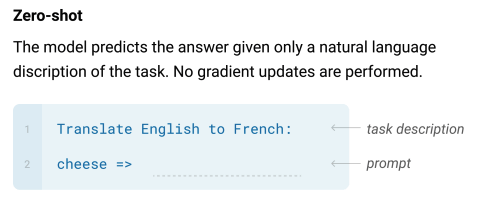 Zero-shot
The model predicts the answer given only a natural language
discription of the task. No gradient updates are performed.
1 Translate English to French: task description
2 cheese => prompt